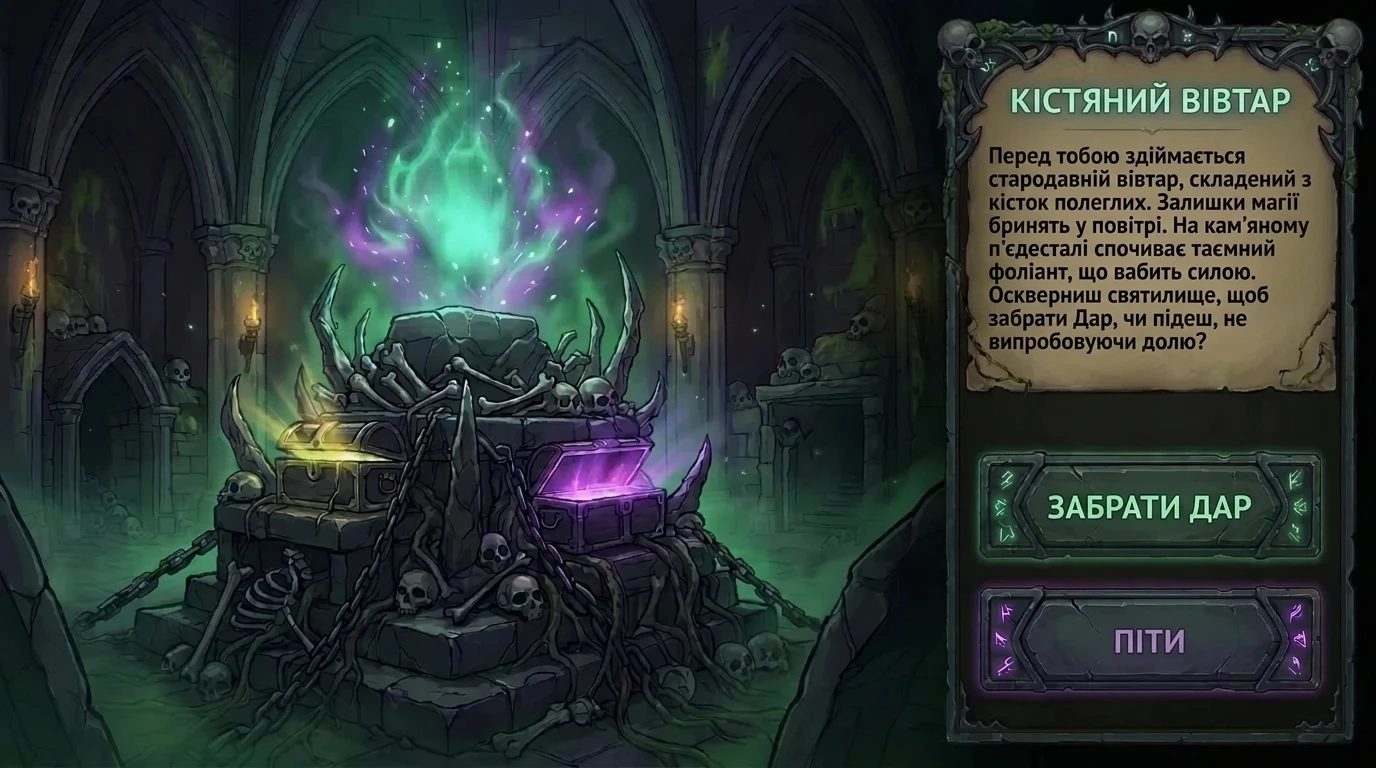 КІСТЯНИЙ ВІВТАР
Перед тобою здіймається
стародавній вівтар, складений з
кісток полеглих. Залишки магії
бринять у повітрі. На кам’яному
п'єдесталі спочиває таємний
фоліант, що вабить силою.
Оскверниш святилище, щоб
забрати Дар, чи підеш, не
випробовуючи долю?
ЗАБРАТИ ДАР
ПІТИ